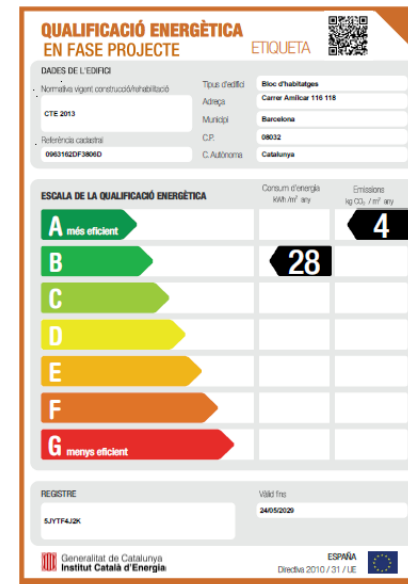 QUALIFICACIÓ ENERGÈTICA
EN FASE PROJECTE
ETIQUETA
DADES DE L'EDIFICI
Normativa vigent construcció/rehabilitació
CTE 2013
Referència cadastral
0963162DF3806D
Tipus d'edifici Bloc d'habitatges
Adreça Carrer Amílcar 116 118
Municipi Barcelona
C.P. 08032
C. Autònoma Catalunya
ESCALA DE LA QUALIFICACIÓ ENERGÈTICA
Consum d'energia
kWh /m² any
Emissions
kg CO₂ / m² any
A més eficient
4
B
28
C
D
E
F
G menys eficient
REGISTRE
5JYTF4J2K
Vàlid fins
24/05/2029
Generalitat de Catalunya
Institut Català d'Energia
ESPAÑA
Directiva 2010 / 31 / UE